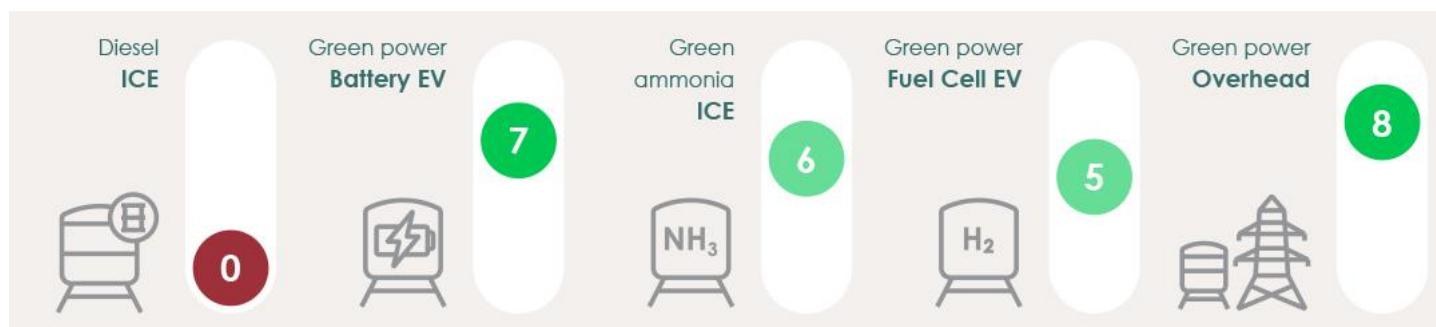 Diesel
ICE
0
Green power
Battery EV
7
Green
ammonia
ICE
NH₃
6
Green power
Fuel Cell EV
H₂
5
Green power
Overhead
8